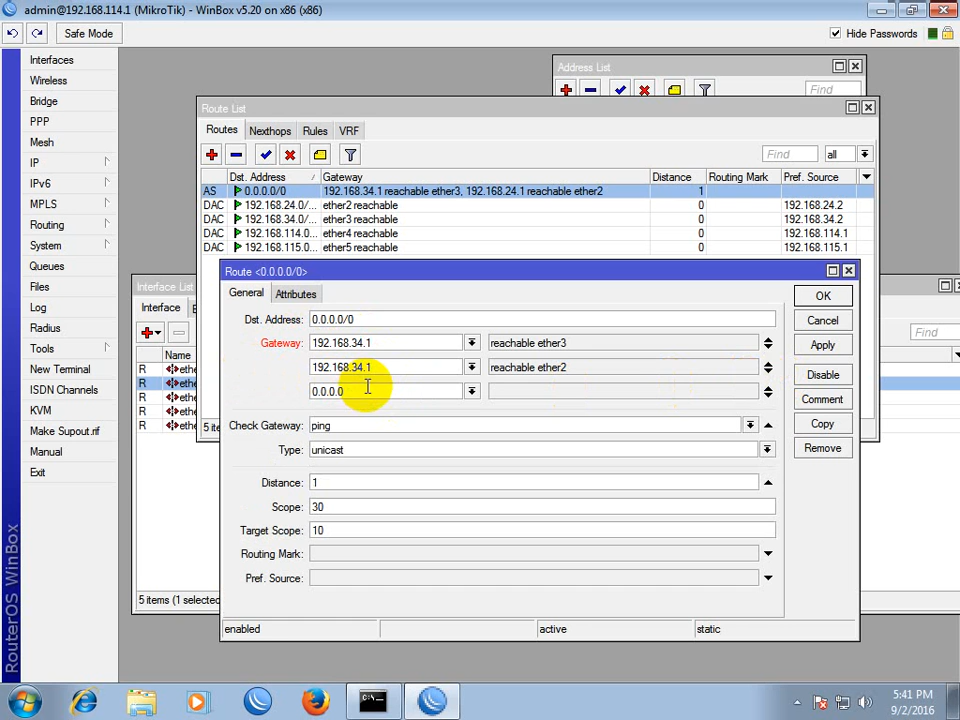 admin@192.168.114.1 (MikroTik) - WinBox v5.20 on x86 (x86)
Safe Mode
Hide Passwords
Interfaces
Wireless
Bridge
PPP
Mesh
IP
IPv6
MPLS
Routing
System
Queues
Files
Log
Radius
Tools
New Terminal
ISDN Channels
KVM
Make Supout.rif
Manual
Exit
RouterOS WinBox
Address List
Find
Route List
Routes Nexthops Rules VRF
Find all
Dst. Address Gateway Distance Routing Mark Pref. Source
AS 0.0.0.0/0 192.168.34.1 reachable ether3, 192.168.24.1 reachable ether2 1
DAC 192.168.24.0/... ether2 reachable 0 192.168.24.2
DAC 192.168.34.0/... ether3 reachable 0 192.168.34.2
DAC 192.168.114.0... ether4 reachable 0 192.168.114.1
DAC 192.168.115.0... ether5 reachable 0 192.168.115.1
Interface List
Interface
Find
Name
R ethe
R ethe
R ethe
R ethe
R ethe
5 items (1 selected
5 ite
Route <0.0.0.0/0>
General Attributes
Dst. Address: 0.0.0.0/0
Gateway: 192.168.34.1 reachable ether3
192.168.34.1 reachable ether2
0.0.0.0
Check Gateway: ping
Type: unicast
Distance: 1
Scope: 30
Target Scope: 10
Routing Mark:
Pref. Source:
OK
Cancel
Apply
Disable
Comment
Copy
Remove
enabled active static
C:\
5:41 PM
9/2/2016